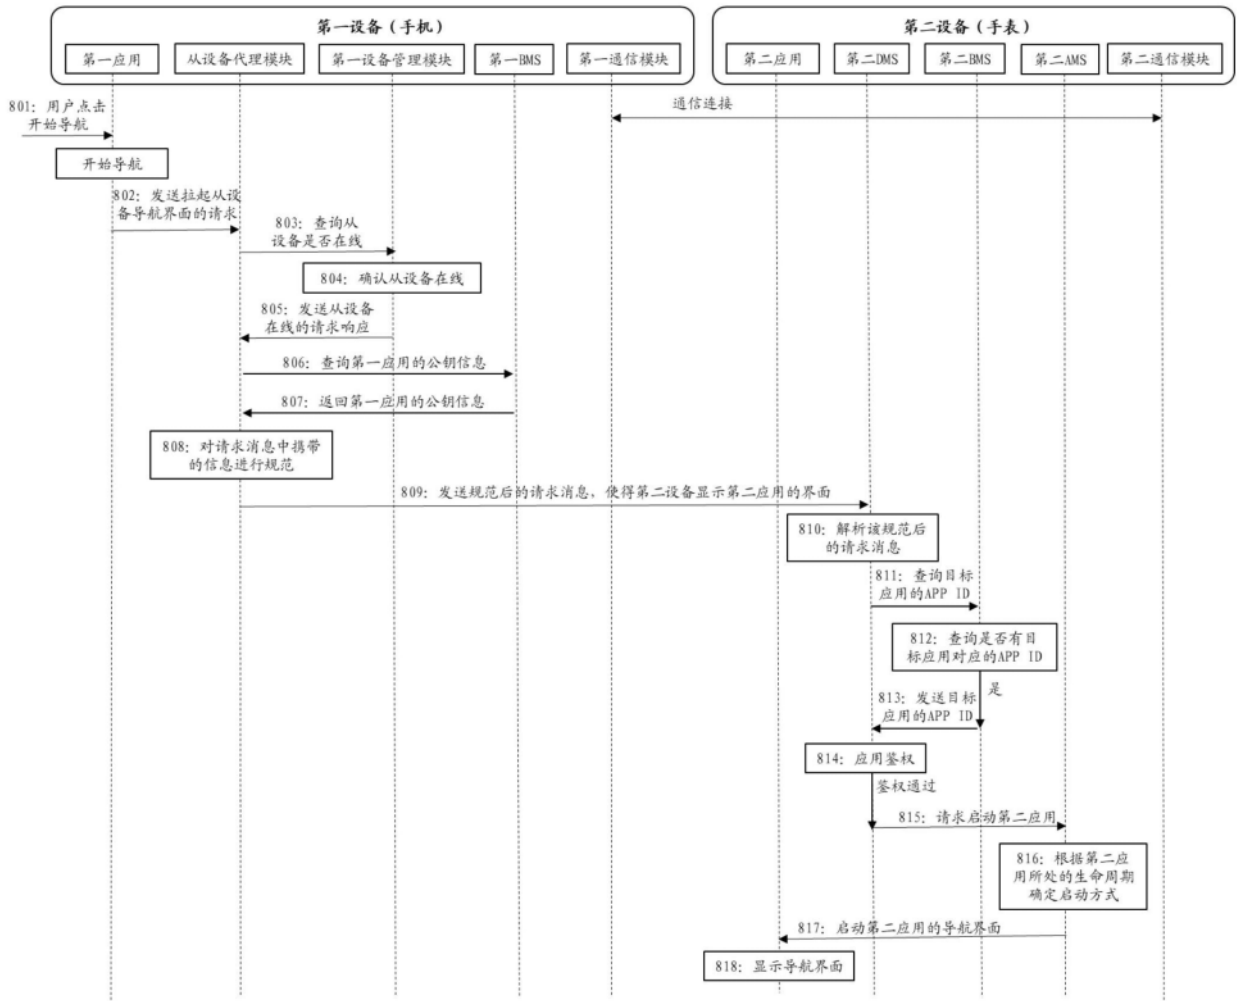 第一设备（手机）
第二设备（手表）
第一应用
从设备代理模块
第一设备管理模块
第一BMS
第一通信模块
第二应用
第二DMS
第二BMS
第二AMS
第二通信模块
801：用户点击
开始导航
通信连接
开始导航
802：发送拉起从设
备导航界面的请求
803：查询从
设备是否在线
804：确认从设备在线
805：发送从设备
在线的请求响应
806：查询第一应用的公钥信息
807：返回第一应用的公钥信息
808：对请求消息中携带
的信息进行规范
809：发送规范后的请求消息，使得第二设备显示第二应用的界面
810：解析该规范后
的请求消息
811：查询目标
应用的APP ID
812：查询是否有目
标应用对应的APP ID
是
813：发送目标
应用的APP ID
814：应用鉴权
鉴权通过
815：请求启动第二应用
816：根据第二应
用所处的生命周期
确定启动方式
817：启动第二应用的导航界面
818：显示导航界面